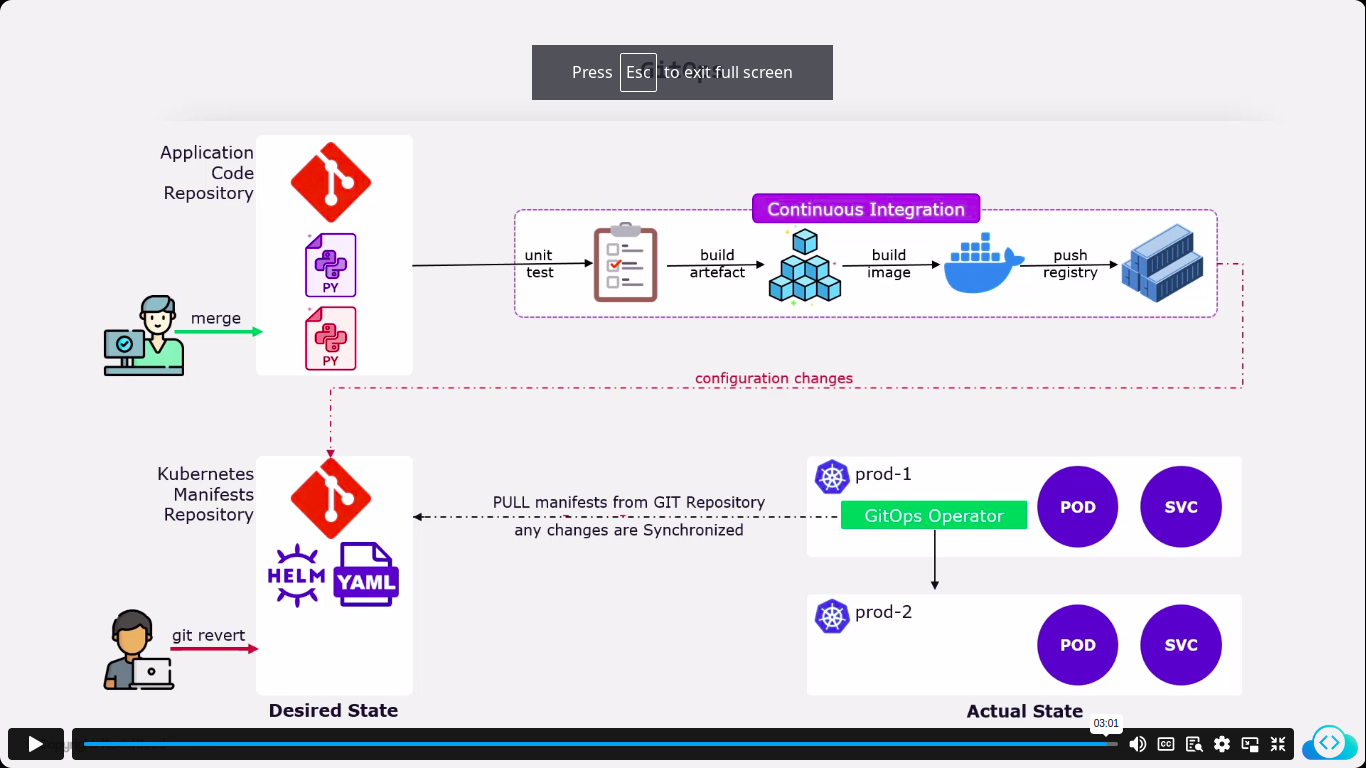 Press Esc to exit full screen
Application
Code
Repository
PY
PY
merge
Continuous Integration
unit
test
build
artefact
build
image
push
registry
configuration changes
Kubernetes
Manifests
Repository
HELM
YAML
git revert
Desired State
PULL manifests from GIT Repository
any changes are Synchronized
prod-1
GitOps Operator
POD
SVC
prod-2
POD
SVC
Actual State
03:01
CC